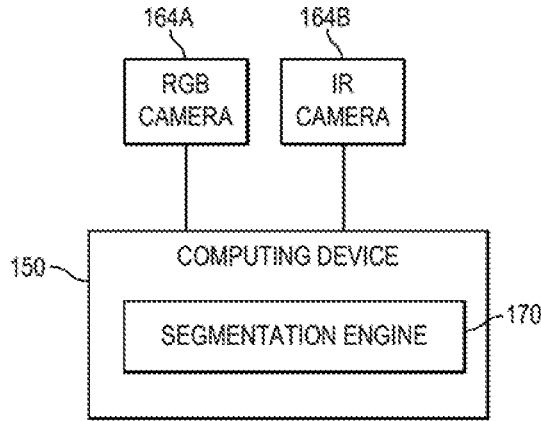 164A
164B
RGB
CAMERA
IR
CAMERA
150
COMPUTING DEVICE
SEGMENTATION ENGINE
170